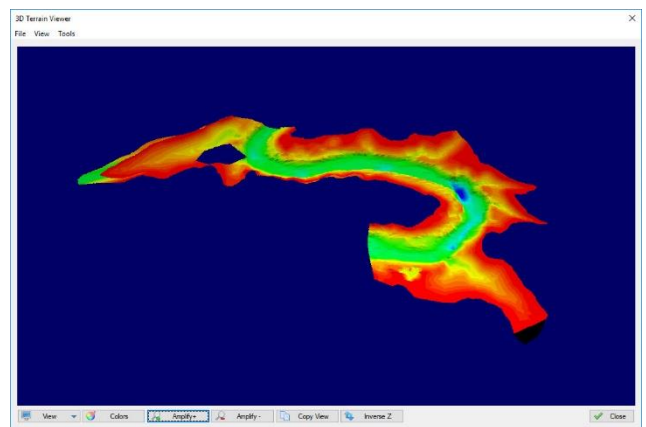 3D Terrain Viewer
File View Tools
View Colors Amplify+ Amplify - Copy View Inverse Z Close